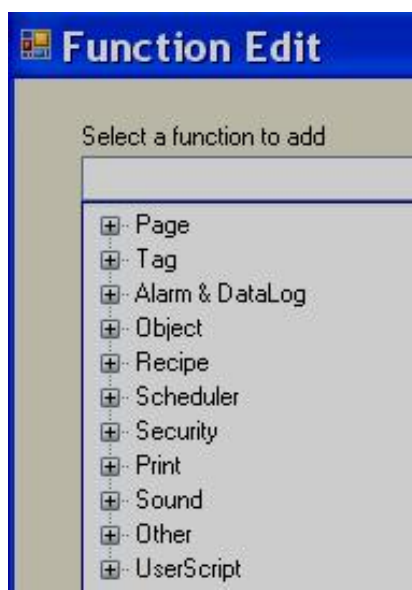 Function Edit
Select a function to add
Page
Tag
Alarm & DataLog
Object
Recipe
Scheduler
Security
Print
Sound
Other
UserScript